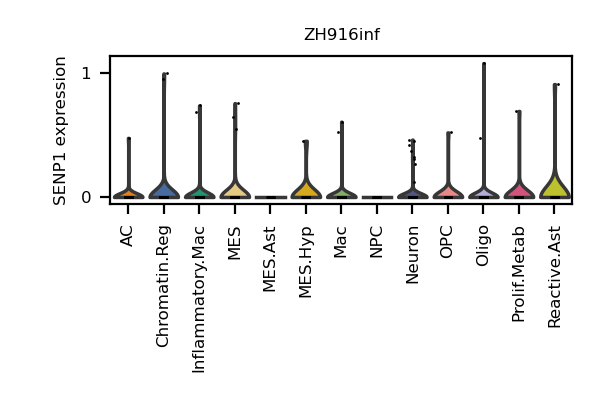 ZH916inf
SENP1 expression
1
0
AC
Chromatin.Reg
Inflammatory.Mac
MES
MES.Ast
MES.Hyp
Mac
NPC
Neuron
OPC
Oligo
Prolif.Metab
Reactive.Ast